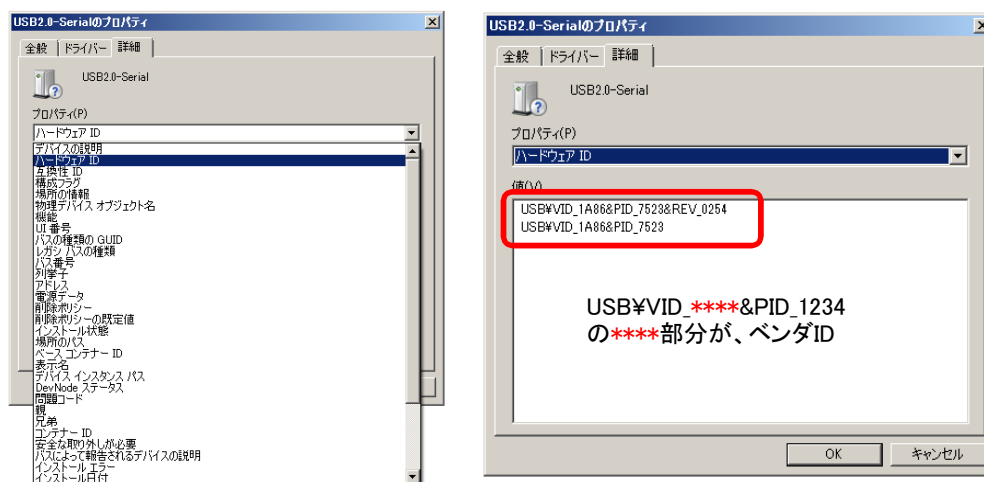 USB2.0-Serialのプロパティ
全般
ドライバー
詳細
USB2.0-Serial
プロパティ(P)
ハードウェア ID
デバイスの説明
ハードウェア ID
互換性 ID
構成フラグ
場所の情報
物理デバイス オブジェクト名
機能
UI 番号
バスの種類の GUID
レガシ バスの種類
バス番号
列挙子
アドレス
電源データ
削除ポリシー
削除ポリシーの既定値
インストール状態
場所のパス
ベース コンテナー ID
表示名
デバイス インスタンス パス
DevNode ステータス
問題コード
親
兄弟
コンテナー ID
安全な取り外しが必要
バスによって報告されるデバイスの説明
インストール エラー
インストール日付
USB2.0-Serialのプロパティ
全般
ドライバー
詳細
USB2.0-Serial
プロパティ(P)
ハードウェア ID
USB¥VID_1A86&PID_7523&REV_0254
USB¥VID_1A86&PID_7523
USB¥VID_****&PID_1234
の****部分が、ベンダID
OK
キャンセル